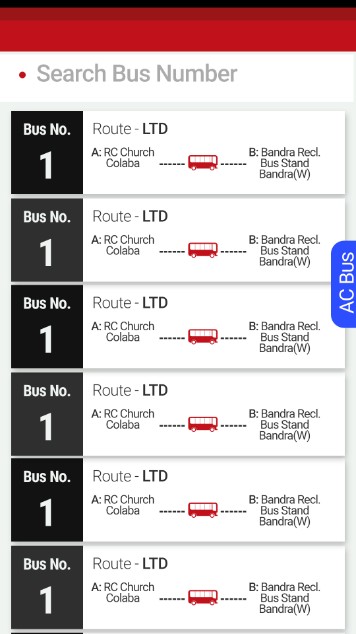 Search Bus Number
Bus No.
1
Route - LTD
A: RC Church
Colaba
B: Bandra Recl.
Bus Stand
Bandra(W)
Bus No.
1
Route - LTD
A: RC Church
Colaba
B: Bandra Recl.
Bus Stand
Bandra(W)
AC Bus
Bus No.
1
Route - LTD
A: RC Church
Colaba
B: Bandra Recl.
Bus Stand
Bandra(W)
Bus No.
1
Route - LTD
A: RC Church
Colaba
B: Bandra Recl.
Bus Stand
Bandra(W)
Bus No.
1
Route - LTD
A: RC Church
Colaba
B: Bandra Recl.
Bus Stand
Bandra(W)
Bus No.
1
Route - LTD
A: RC Church
Colaba
B: Bandra Recl.
Bus Stand
Bandra(W)